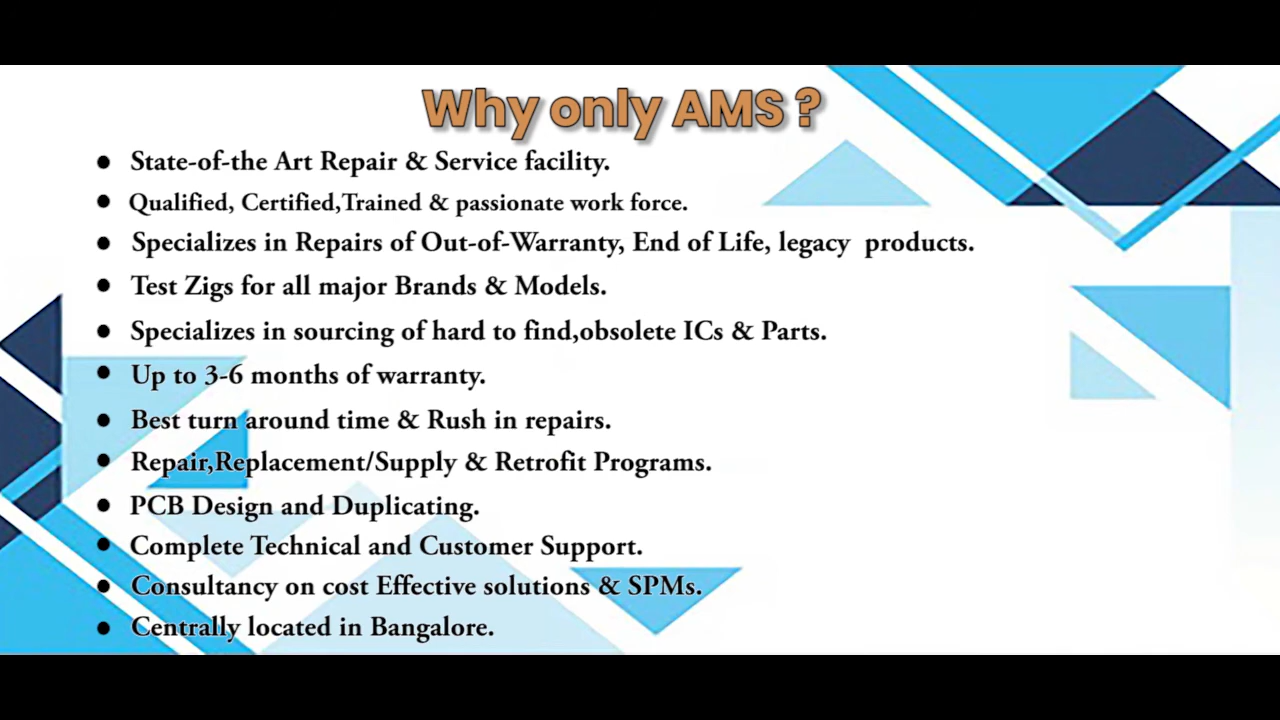 Why only AMS ?
● State-of-the Art Repair & Service facility.
● Qualified, Certified,Trained & passionate work force.
● Specializes in Repairs of Out-of-Warranty, End of Life, legacy  products.
● Test Zigs for all major Brands & Models.
● Specializes in sourcing of hard to find,obsolete ICs & Parts.
● Up to 3-6 months of warranty.
● Best turn around time & Rush in repairs.
● Repair,Replacement/Supply & Retrofit Programs.
● PCB Design and Duplicating.
● Complete Technical and Customer Support.
● Consultancy on cost Effective solutions & SPMs.
● Centrally located in Bangalore.